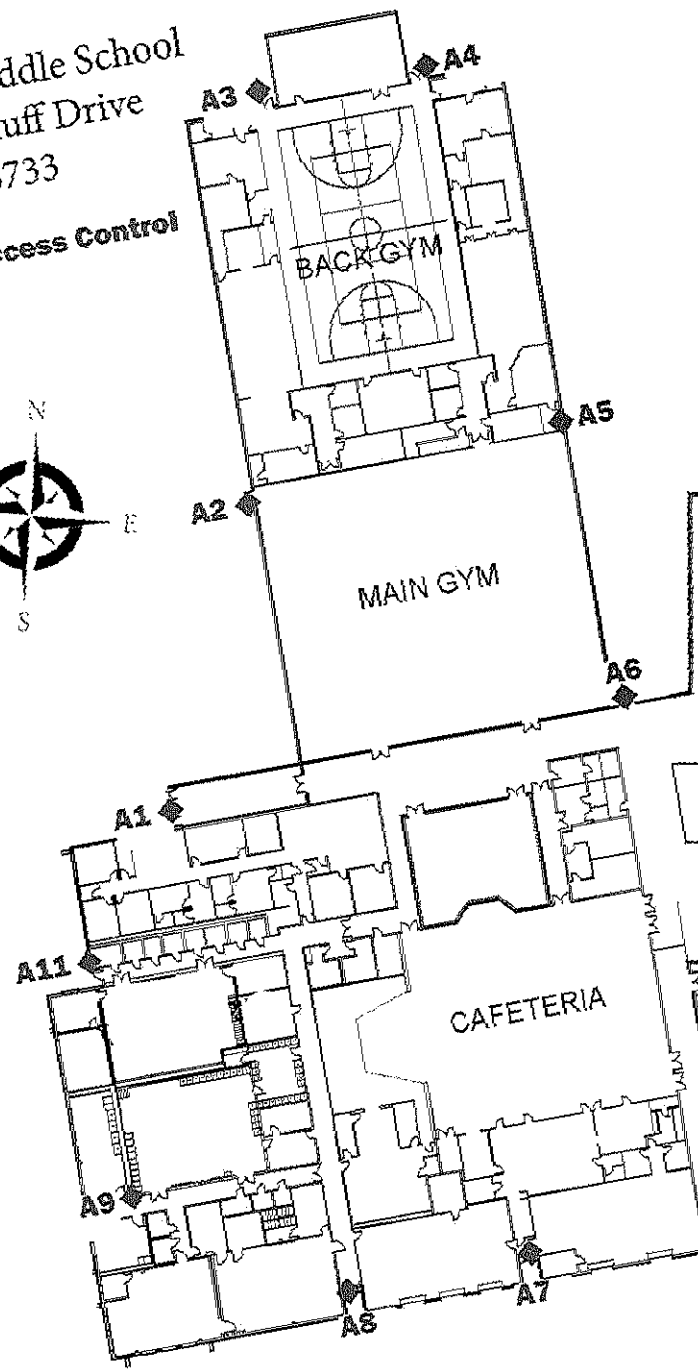 ddle School
uff Drive
733
ccess Control
A3
A4
BACK GYM
A5
A2
N
E
S
MAIN GYM
A6
A1
A11
CAFETERIA
A9
A7
A8